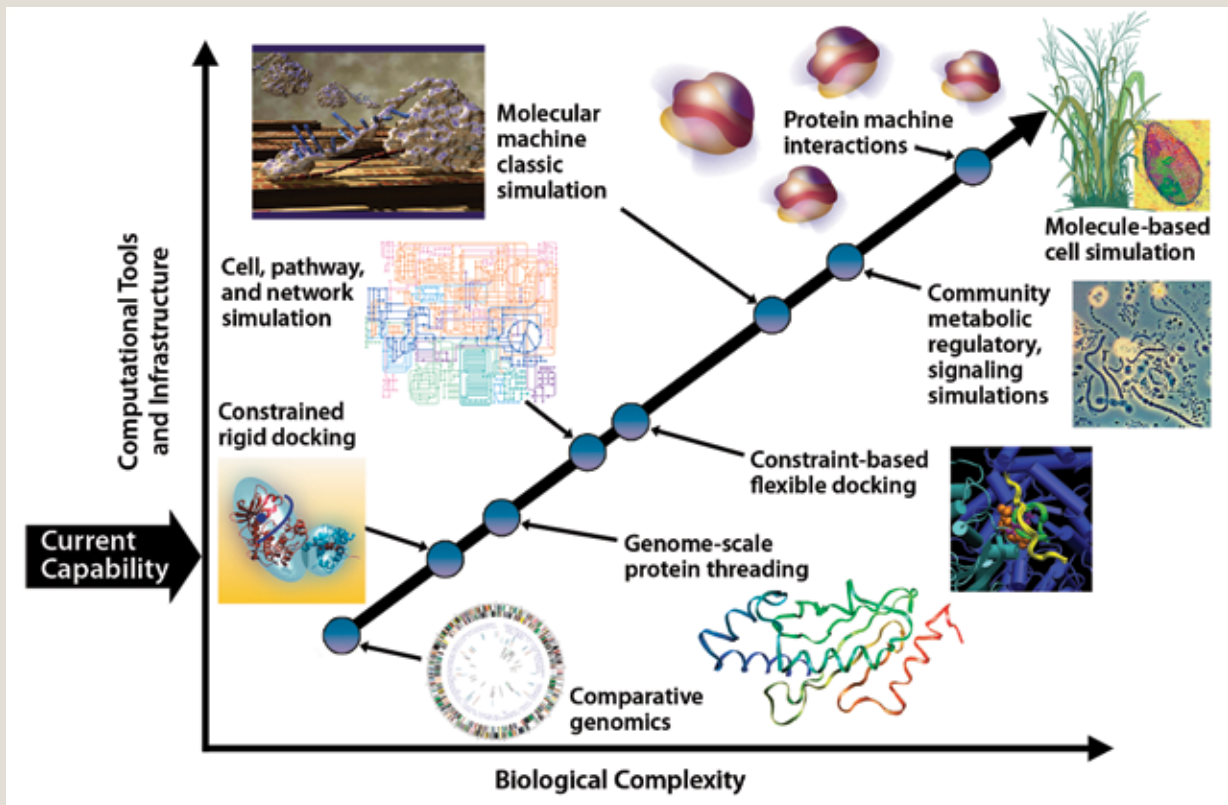 Molecular
machine
classic
simulation
Protein machine
interactions
Molecule-based
cell simulation
Cell, pathway,
and network
simulation
Community
metabolic
regulatory,
signaling
simulations
Computational Tools
and Infrastructure
Constrained
rigid docking
Constraint-based
flexible docking
Current
Capability
Genome-scale
protein threading
Comparative
genomics
Biological Complexity